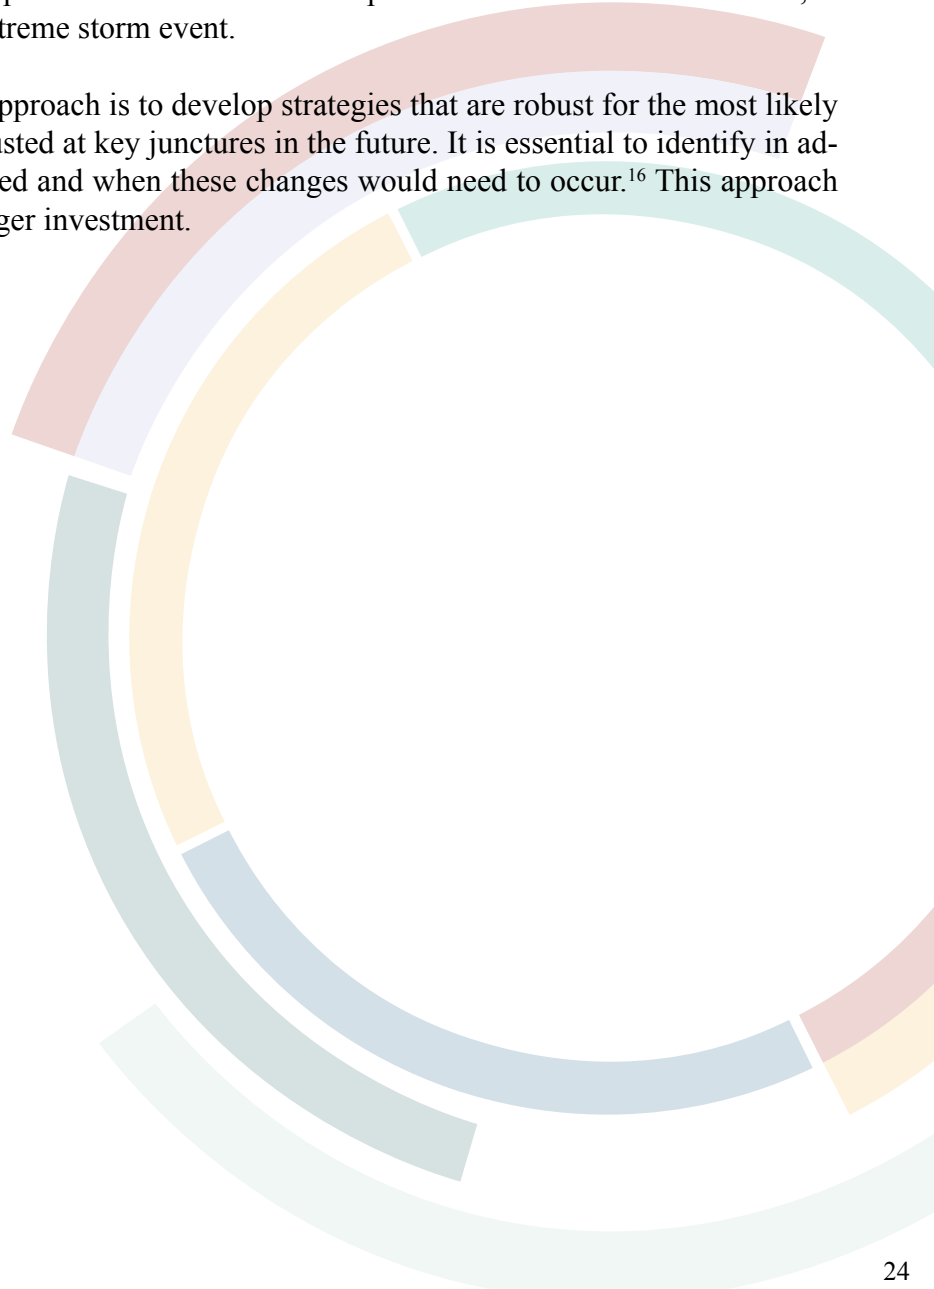 treme storm event.
pproach is to develop strategies that are robust for the most likely
usted at key junctures in the future. It is essential to identify in ad-
ed and when these changes would need to occur.16 This approach
ger investment.
24